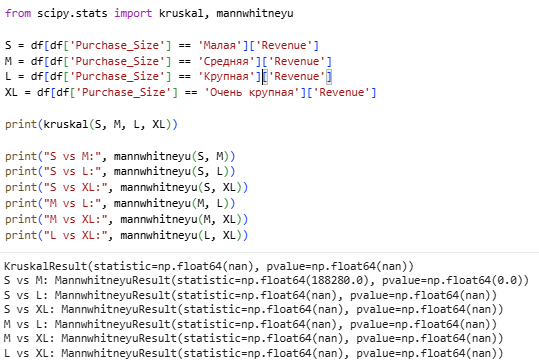 from scipy.stats import kruskal, mannwhitneyu
S = df[df['Purchase_Size'] == 'Малая']['Revenue']
M = df[df['Purchase_Size'] == 'Средняя']['Revenue']
L = df[df['Purchase_Size'] == 'Крупная']['Revenue']
XL = df[df['Purchase_Size'] == 'Очень крупная']['Revenue']
print(kruskal(S, M, L, XL))
print("S vs M:", mannwhitneyu(S, M))
print("S vs L:", mannwhitneyu(S, L))
print("S vs XL:", mannwhitneyu(S, XL))
print("M vs L:", mannwhitneyu(M, L))
print("M vs XL:", mannwhitneyu(M, XL))
print("L vs XL:", mannwhitneyu(L, XL))
KruskalResult(statistic=np.float64(nan), pvalue=np.float64(nan))
S vs M: MannwhitneyuResult(statistic=np.float64(188280.0), pvalue=np.float64(0.0))
S vs L: MannwhitneyuResult(statistic=np.float64(nan), pvalue=np.float64(nan))
S vs XL: MannwhitneyuResult(statistic=np.float64(nan), pvalue=np.float64(nan))
M vs L: MannwhitneyuResult(statistic=np.float64(nan), pvalue=np.float64(nan))
M vs XL: MannwhitneyuResult(statistic=np.float64(nan), pvalue=np.float64(nan))
L vs XL: MannwhitneyuResult(statistic=np.float64(nan), pvalue=np.float64(nan))